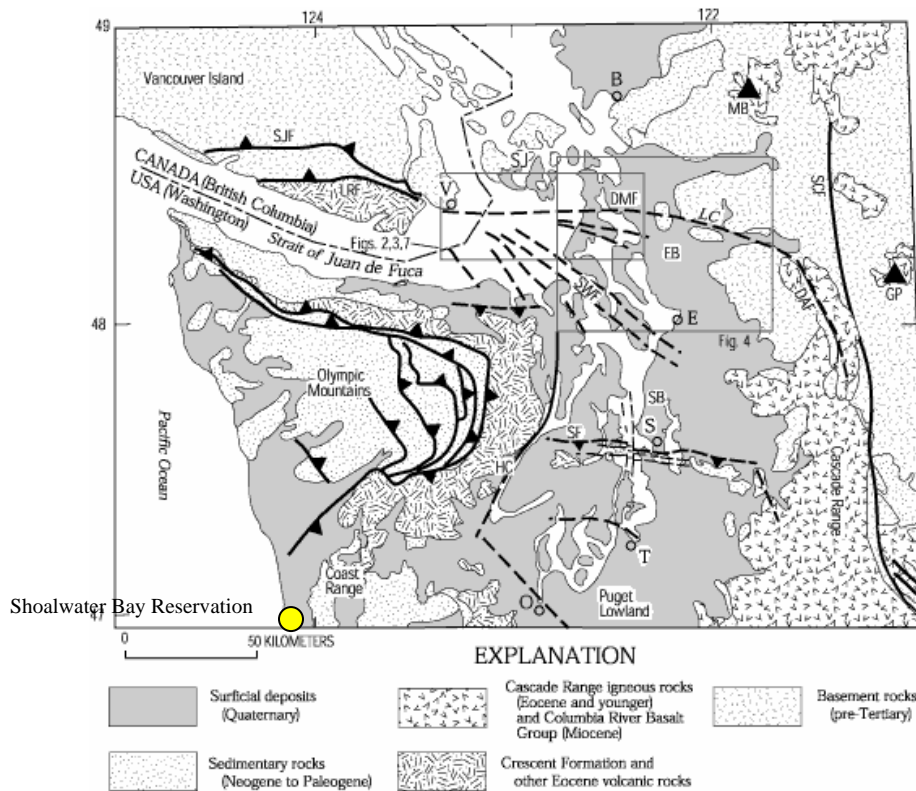 124
122
49
Vancouver Island
B
MB
SJF
SJ
D
SCF
CANADA (British Columbia)
USA (Washington)
LRF
V
DMF
LC
Figs. 2,3,7
Strait of Juan de Fuca
EB
SWF
GP
DAF
48
E
Fig. 4
Olympic
Mountains
Pacific Ocean
SB
SF
S
HC
Cascade Range
T
Coast
Range
Shoalwater Bay Reservation
O
Puget
Lowland
47
0
50 KILOMETERS
EXPLANATION
Surficial deposits
(Quaternary)
Cascade Range igneous rocks
(Eocene and younger)
and Columbia River Basalt
Group (Miocene)
Basement rocks
(pre-Tertiary)
Sedimentary rocks
(Neogene to Paleogene)
Crescent Formation and
other Eocene volcanic rocks